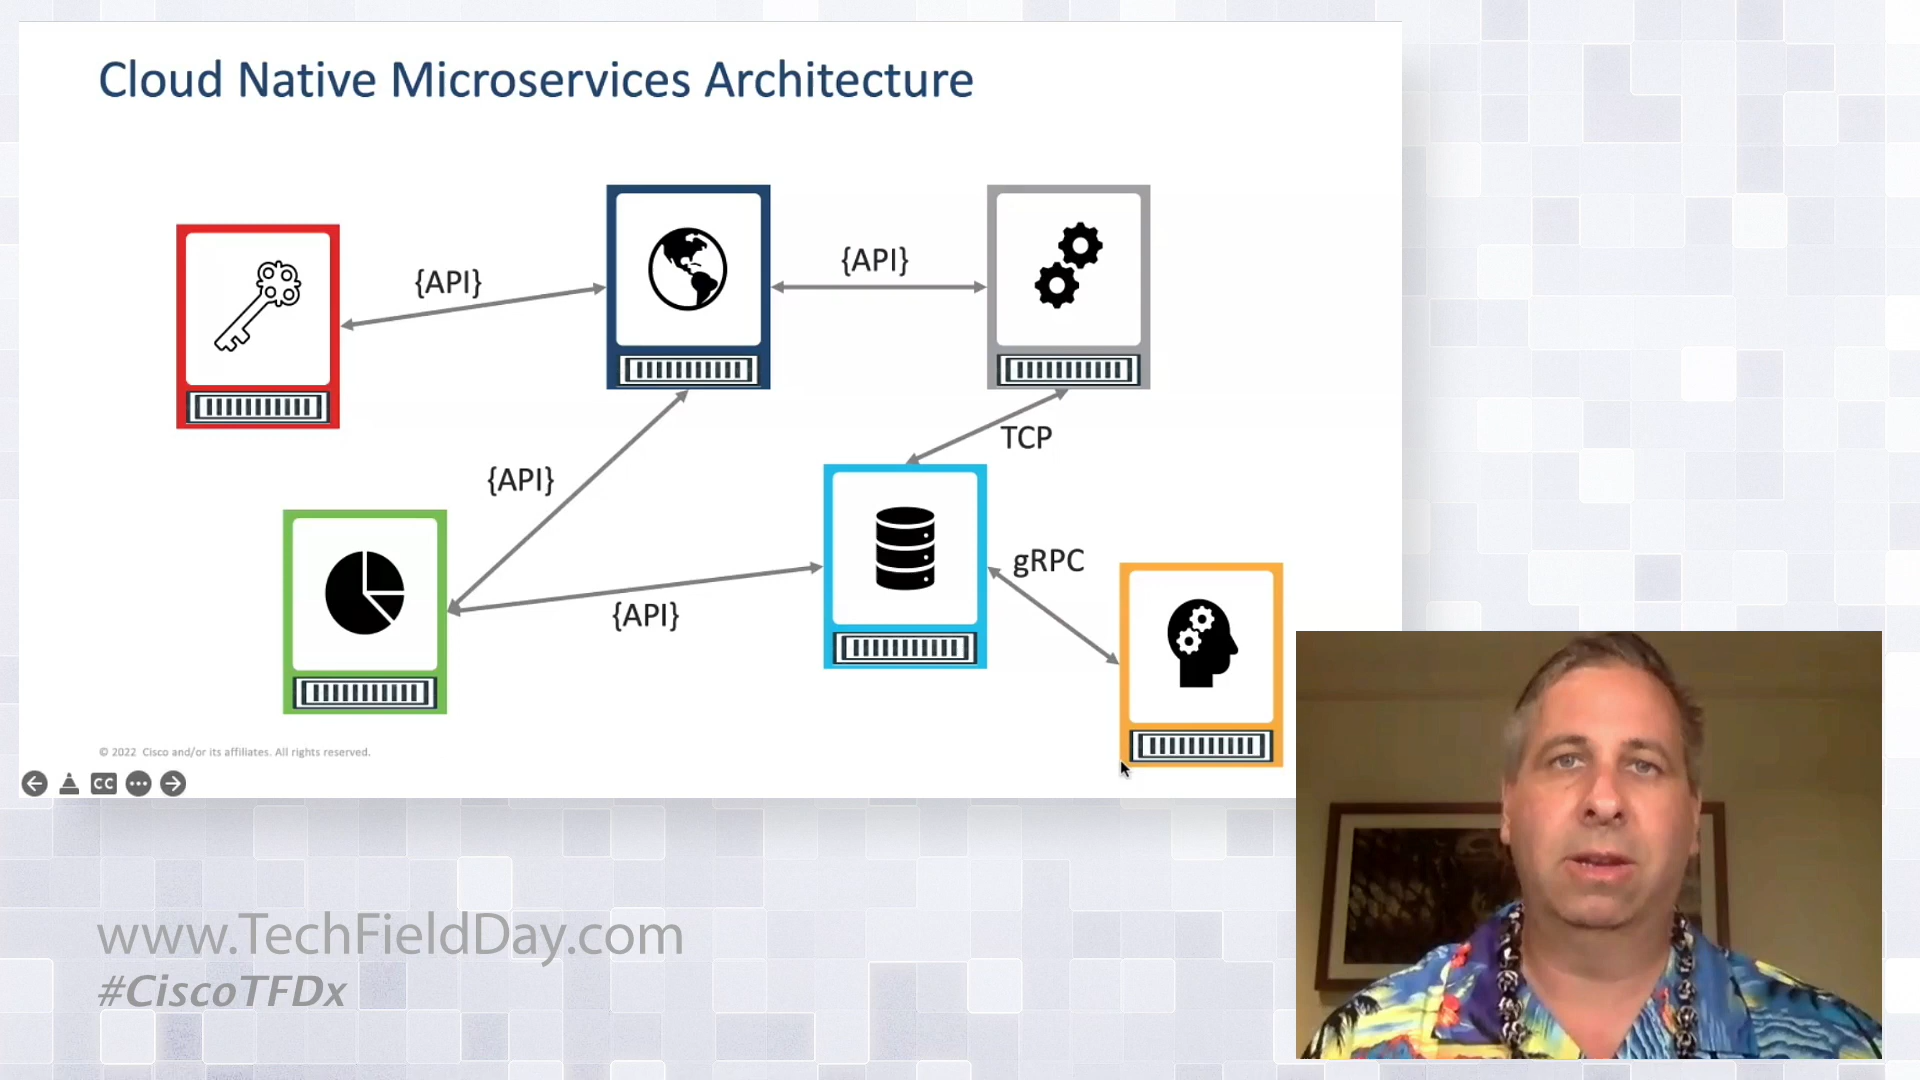 Cloud Native Microservices Architecture
{API}
{API}
{API}
TCP
gRPC
{API}
© 2022 Cisco and/or its affiliates. All rights reserved.
CC
www.TechFieldDay.com
#CiscoTFDx